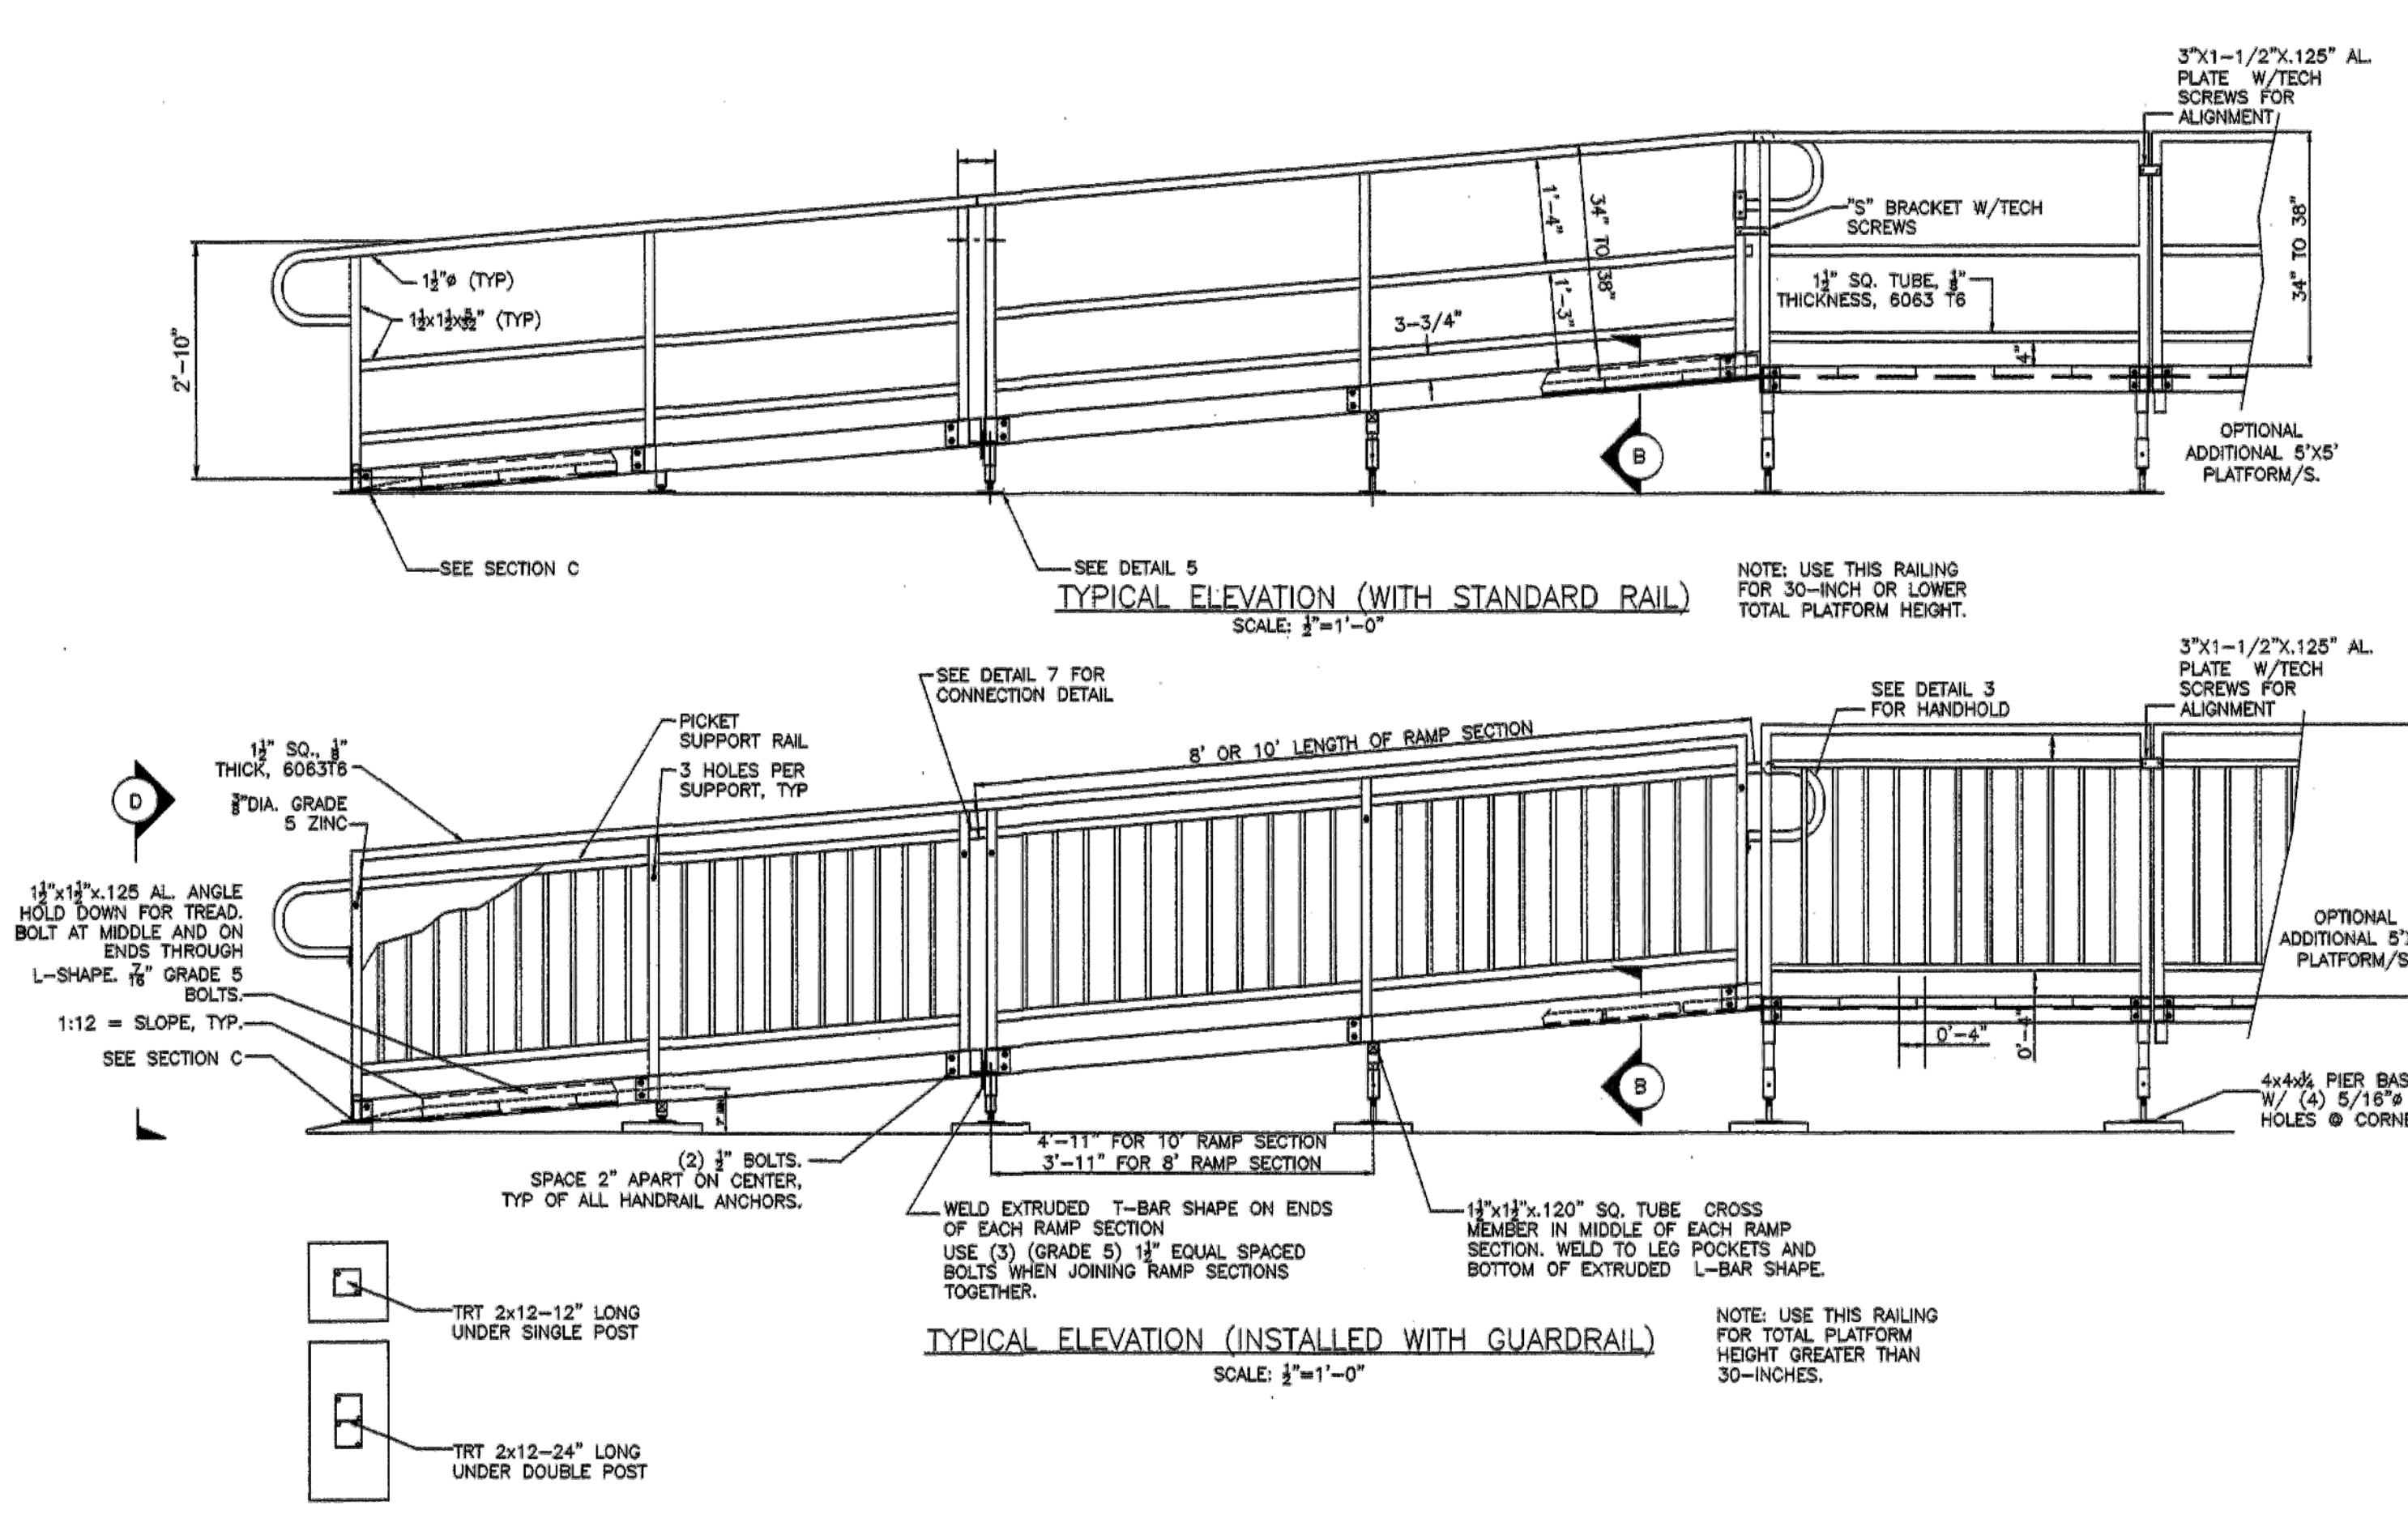 3"X1-1/2"X.125" AL.
PLATE W/TECH
SCREWS FOR
ALIGNMENT
"S" BRACKET W/TECH
SCREWS
1'-4"
34" TO 38"
1'-3"
34" TO 38"
1½"ø (TYP)
1½x1½x5/32" (TYP)
1½" SQ. TUBE, ⅛"
THICKNESS, 6063 T6
2'-10"
3-3/4"
4"
B
OPTIONAL
ADDITIONAL 5'X5'
PLATFORM/S.
SEE SECTION C
SEE DETAIL 5
TYPICAL ELEVATION (WITH STANDARD RAIL)
SCALE: ½"=1'-0"
NOTE: USE THIS RAILING
FOR 30-INCH OR LOWER
TOTAL PLATFORM HEIGHT.
3"X1-1/2"X.125" AL.
PLATE W/TECH
SCREWS FOR
ALIGNMENT
SEE DETAIL 7 FOR
CONNECTION DETAIL
SEE DETAIL 3
FOR HANDHOLD
PICKET
SUPPORT RAIL
3 HOLES PER
SUPPORT, TYP
8' OR 10' LENGTH OF RAMP SECTION
1½" SQ., ⅛"
THICK, 6063T6
D
⅜"DIA. GRADE
5 ZINC
1½"x1½"x.125 AL. ANGLE
HOLD DOWN FOR TREAD.
BOLT AT MIDDLE AND ON
ENDS THROUGH
L-SHAPE. 7/16" GRADE 5
BOLTS.
1:12 = SLOPE, TYP.
SEE SECTION C
OPTIONAL
ADDITIONAL 5'
PLATFORM/S
0'-4"
0'-4"
B
4x4x¼ PIER BAS
W/ (4) 5/16"ø
HOLES @ CORNE
4'-11" FOR 10' RAMP SECTION
3'-11" FOR 8' RAMP SECTION
(2) ½" BOLTS.
SPACE 2" APART ON CENTER,
TYP OF ALL HANDRAIL ANCHORS.
WELD EXTRUDED T-BAR SHAPE ON ENDS
OF EACH RAMP SECTION
USE (3) (GRADE 5) 1½" EQUAL SPACED
BOLTS WHEN JOINING RAMP SECTIONS
TOGETHER.
1½"x1½"x.120" SQ. TUBE CROSS
MEMBER IN MIDDLE OF EACH RAMP
SECTION. WELD TO LEG POCKETS AND
BOTTOM OF EXTRUDED L-BAR SHAPE.
TRT 2x12-12" LONG
UNDER SINGLE POST
TYPICAL ELEVATION (INSTALLED WITH GUARDRAIL)
SCALE: ½"=1'-0"
NOTE: USE THIS RAILING
FOR TOTAL PLATFORM
HEIGHT GREATER THAN
30-INCHES.
TRT 2x12-24" LONG
UNDER DOUBLE POST